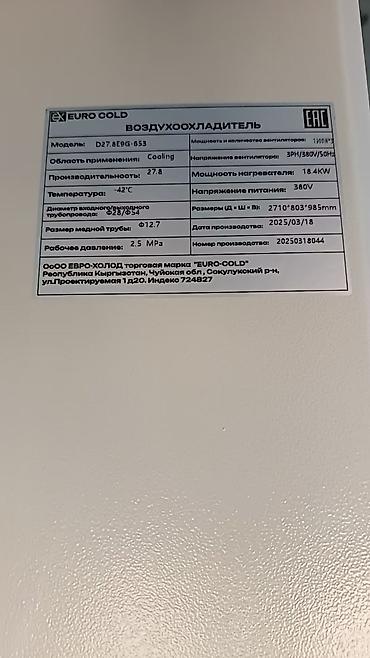 EX EURO COLD
EAC
ВОЗДУХООХЛАДИТЕЛЬ
Модель: D27.8E9G-653
Мощность и количество вентиляторов:
Область применения: Cooling
Напряжение вентилятора: 3PH/380V/50Hz
Производительность: 27.8
Мощность нагревателя: 18.4KW
Температура: -42℃
Напряжение питания: 380V
Диаметр входного/выходного трубопровода: Φ28/Φ54
Размеры (Д × Ш × В): 2710*803*985mm
Размер медной трубы: Φ12.7
Дата производства: 2025/03/18
Рабочее давление: 2.5 MPa
Номер производства: 20250318044
ОсОО ЕВРО-ХОЛОД торговая марка "EURO-COLD"
Республика Кыргызстан, Чуйская обл., Сокулукский р-н,
ул.Проектируемая 1 д20. Индекс 724827